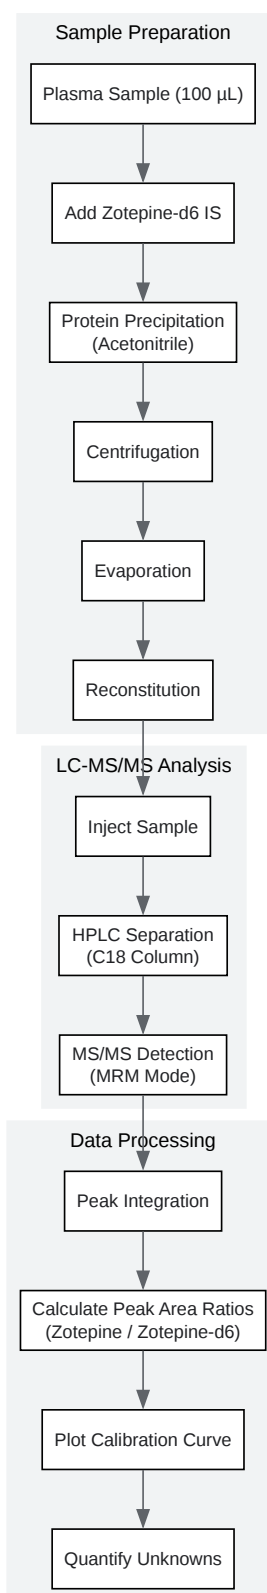 Sample Preparation
Plasma Sample (100 µL)
Add Zotepine-d6 IS
Protein Precipitation
(Acetonitrile)
Centrifugation
Evaporation
Reconstitution
LC-MS/MS Analysis
Inject Sample
HPLC Separation
(C18 Column)
MS/MS Detection
(MRM Mode)
Data Processing
Peak Integration
Calculate Peak Area Ratios
(Zotepine / Zotepine-d6)
Plot Calibration Curve
Quantify Unknowns